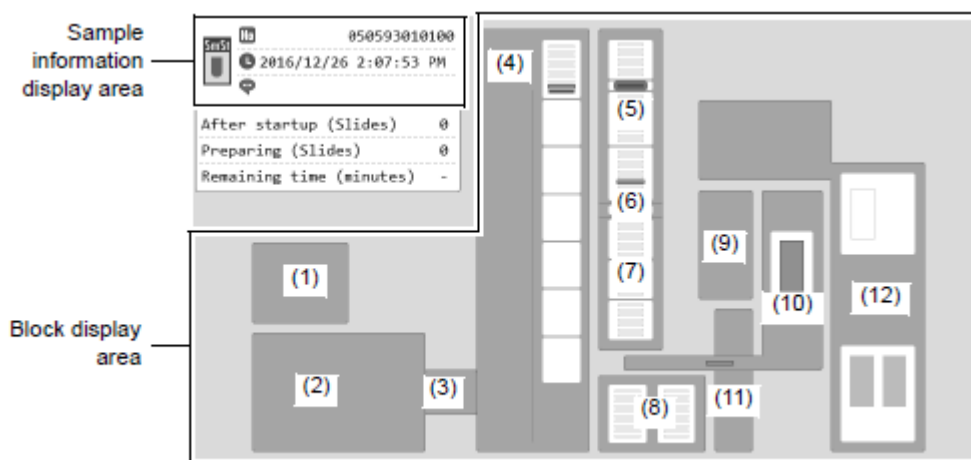 Sample
information
display area
No
050593010100
SmSt
2016/12/26 2:07:53 PM
After startup (Slides) 0
Preparing (Slides) 0
Remaining time (minutes) -
Block display
area
(1)
(2)
(3)
(4)
(5)
(6)
(7)
(8)
(9)
(10)
(11)
(12)